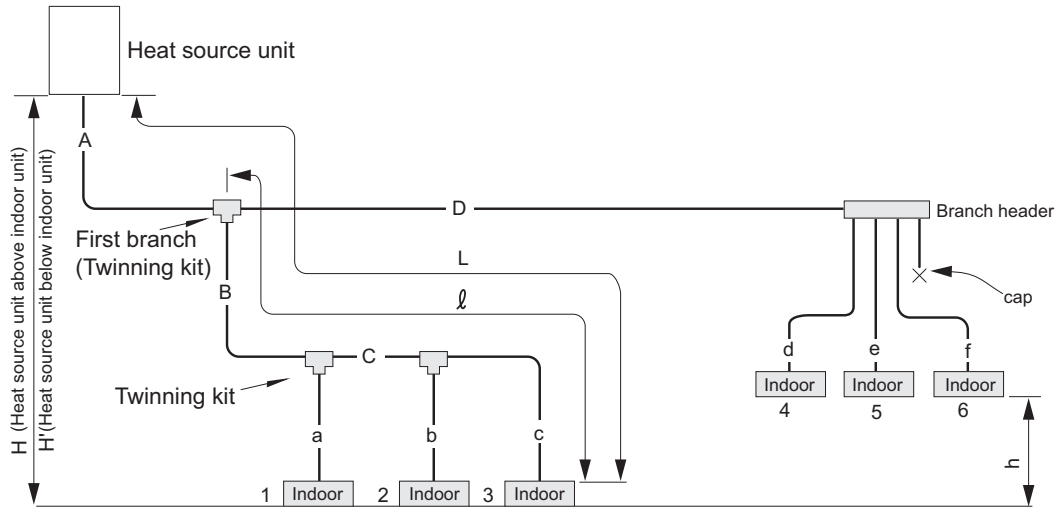 Heat source unit
H (Heat source unit above indoor unit)
H'(Heat source unit below indoor unit)
A
First branch
(Twinning kit)
D
Branch header
L
B
ℓ
cap
C
Twinning kit
d
e
f
Indoor
Indoor
Indoor
4
5
6
a
b
c
h
1
Indoor
2
Indoor
3
Indoor